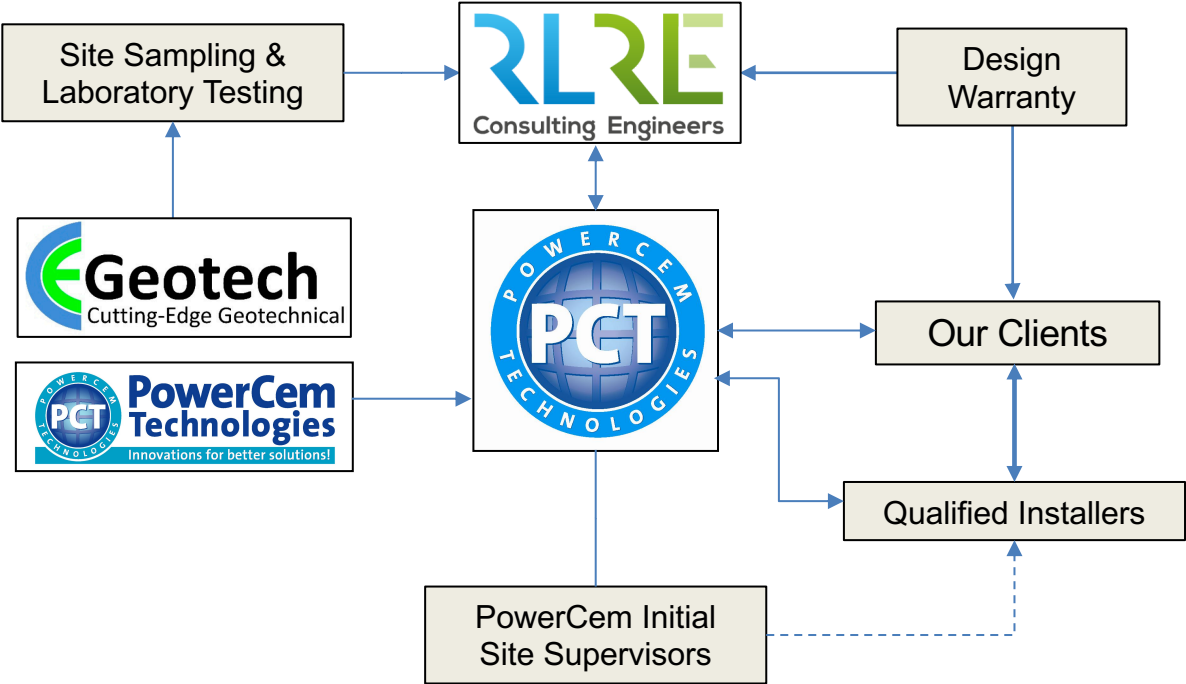 Site Sampling &
Laboratory Testing
RLRE
Consulting Engineers
Design
Warranty
EGeotech
Cutting-Edge Geotechnical
POWERCEM
PCT
TECHNOLOGIES
Our Clients
POWERCEM
PCT
TECHNOLOGIES
PowerCem
Technologies
Innovations for better solutions!
Qualified Installers
PowerCem Initial
Site Supervisors